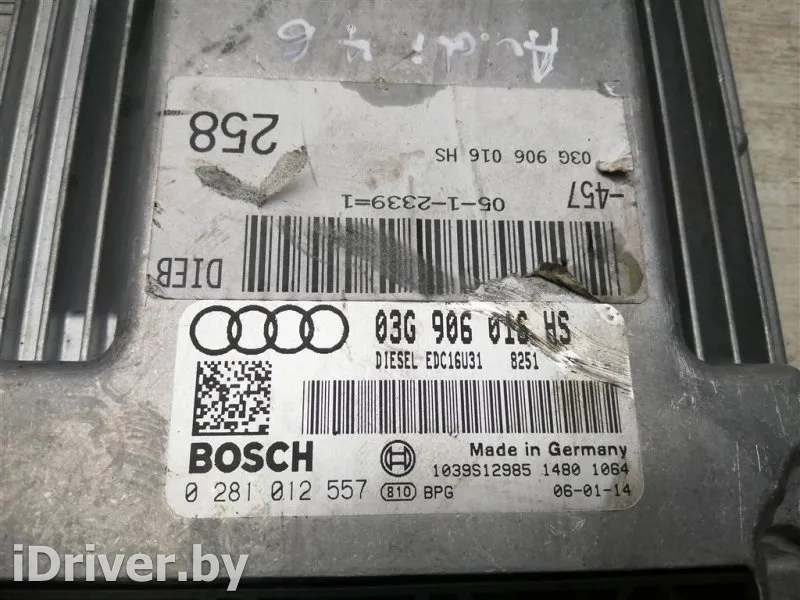 Audi 4 6
258
03G 906 016 HS
-457
05-1-2339=1
DIEB
03G 906 016 HS
DIESEL EDC16U31 8251
BOSCH
Made in Germany
1039S12985 1480 1064
0 281 012 557 810 BPG 06-01-14
iDriver.by